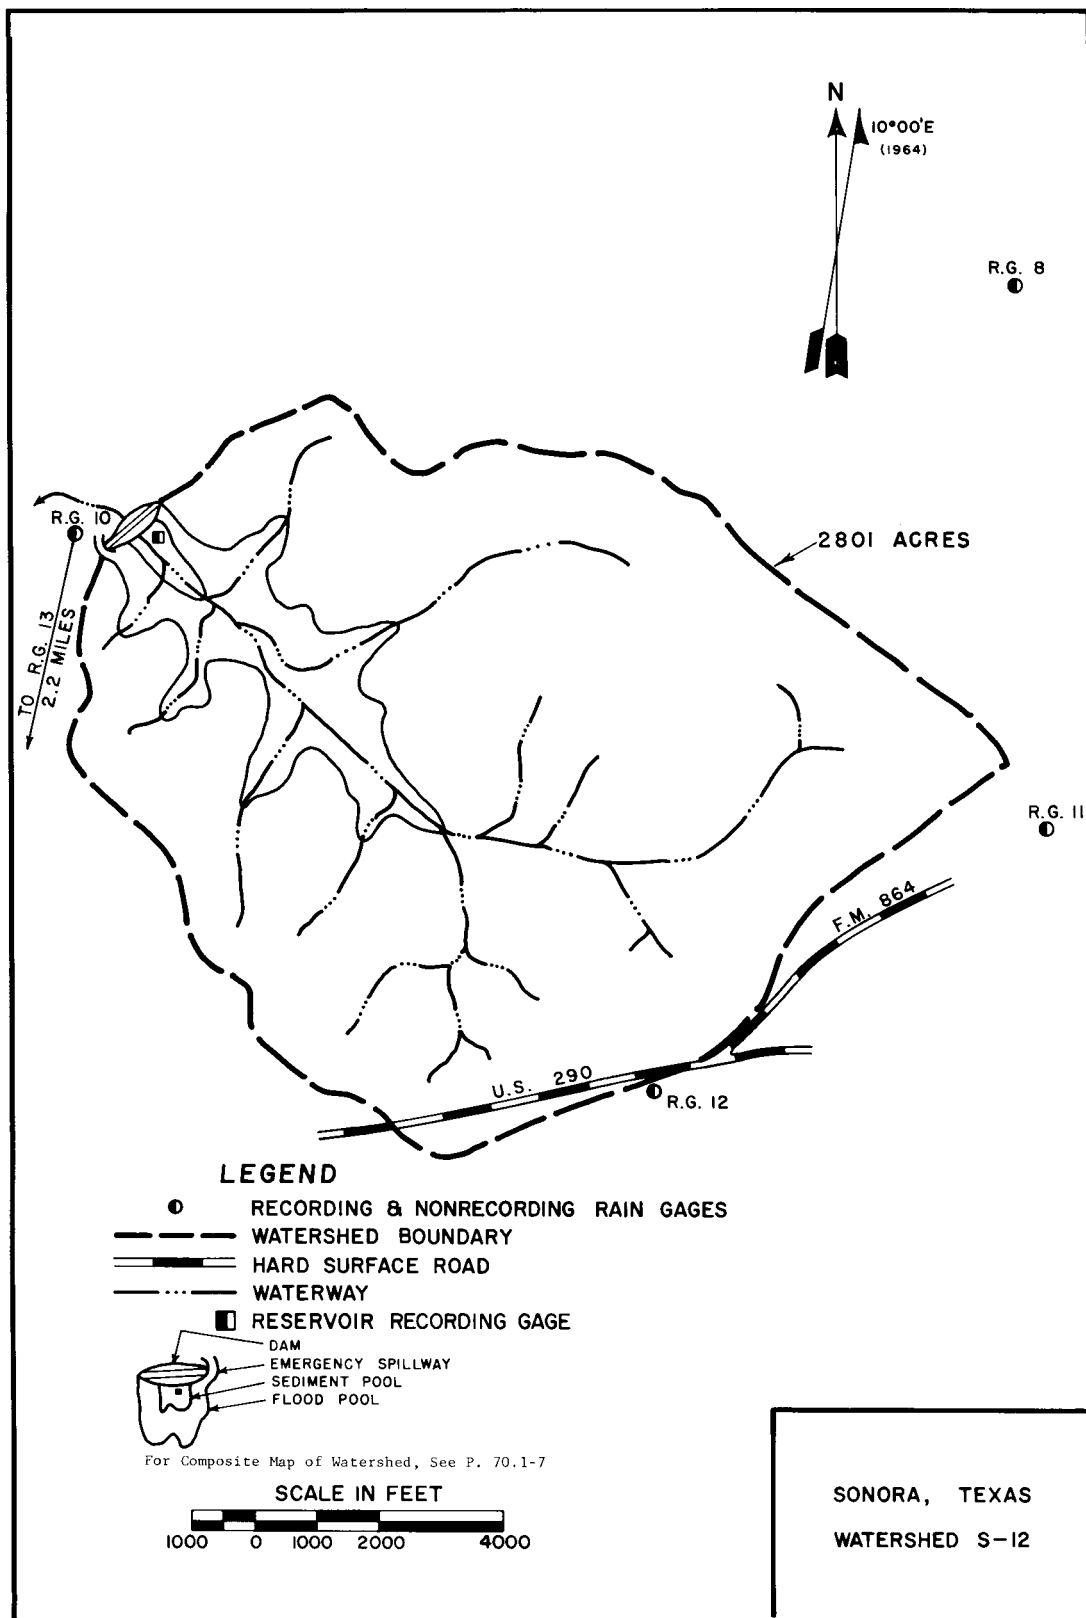 N
10°00'E
(1964)
R.G. 8
R.G. 10
2801 ACRES
TO R.G. 13
2.2 MILES
R.G. 11
F.M. 864
U.S. 290
R.G. 12
LEGEND
RECORDING & NONRECORDING RAIN GAGES
WATERSHED BOUNDARY
HARD SURFACE ROAD
WATERWAY
RESERVOIR RECORDING GAGE
DAM
EMERGENCY SPILLWAY
SEDIMENT POOL
FLOOD POOL
For Composite Map of Watershed, See P. 70.1-7
SCALE IN FEET
1000 0 1000 2000 4000
SONORA, TEXAS
WATERSHED S-12